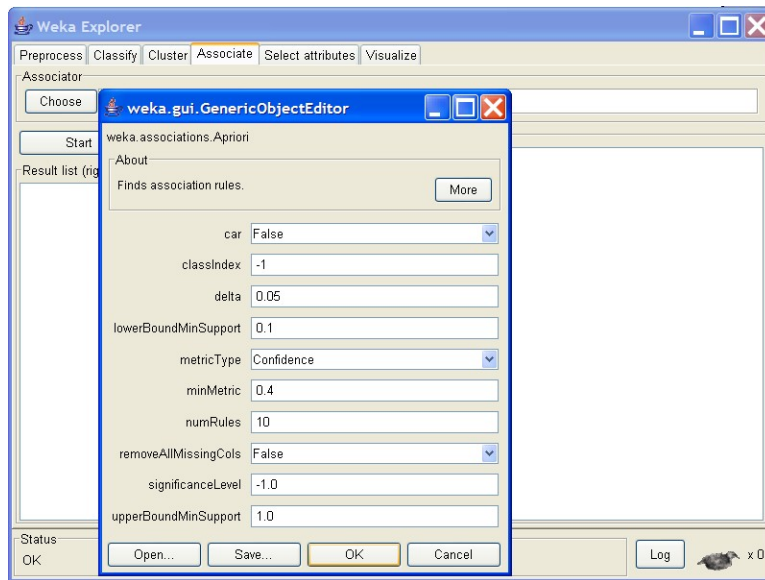 Weka Explorer
Preprocess Classify Cluster Associate Select attributes Visualize
Associator
Choose
Start
Result list (rig
weka.gui.GenericObjectEditor
weka.associations.Apriori
About
Finds association rules.
More
car False
classIndex -1
delta 0.05
lowerBoundMinSupport 0.1
metricType Confidence
minMetric 0.4
numRules 10
removeAllMissingCols False
significanceLevel -1.0
upperBoundMinSupport 1.0
Open... Save... OK Cancel
Status
OK
Log x 0